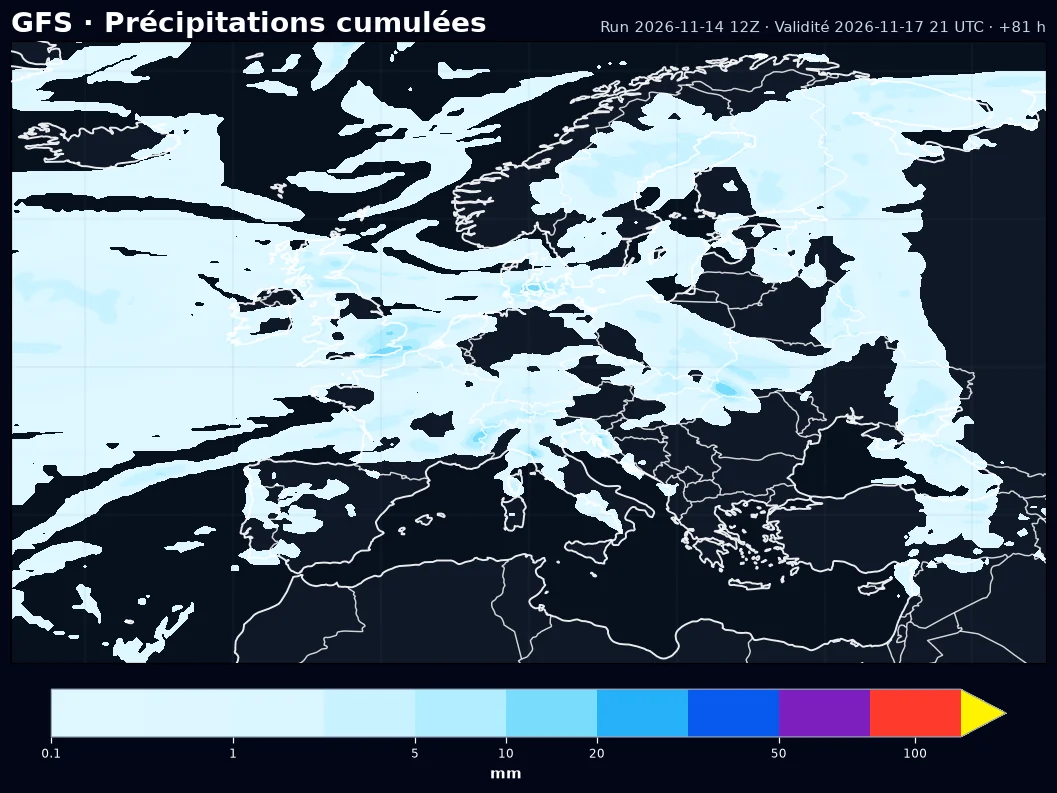 GFS · Précipitations cumulées
Run 2026-11-14 12Z · Validité 2026-11-17 21 UTC · +81 h
0.1 1 5 10 20 50 100
mm